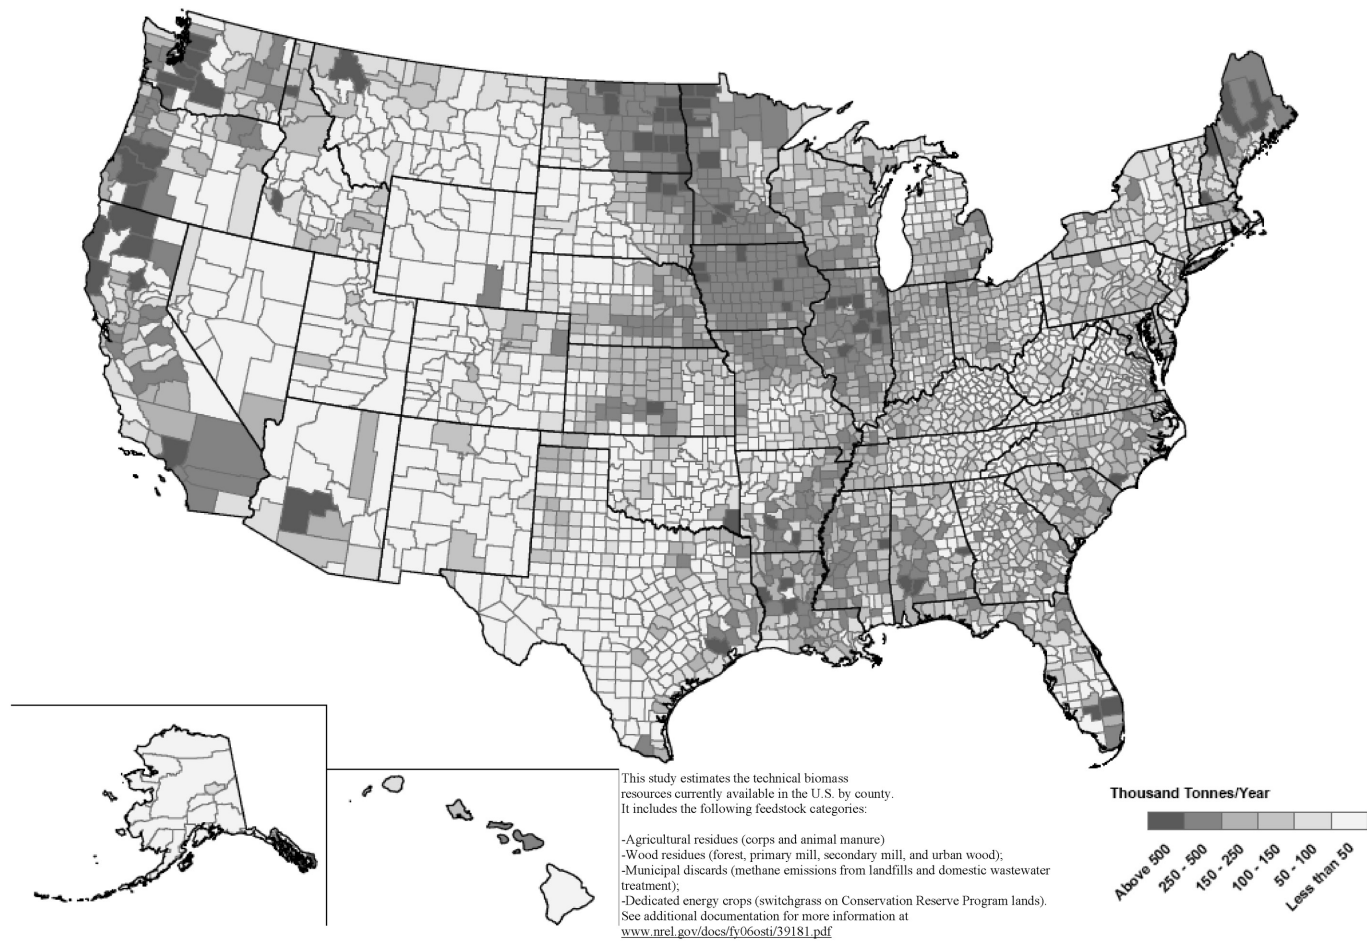 This study estimates the technical biomass
resources currently available in the U.S. by county.
It includes the following feedstock categories:
-Agricultural residues (corps and animal manure)
-Wood residues (forest, primary mill, secondary mill, and urban wood);
-Municipal discards (methane emissions from landfills and domestic wastewater
treatment);
-Dedicated energy crops (switchgrass on Conservation Reserve Program lands).
See additional documentation for more information at
www.nrel.gov/docs/fy06osti/39181.pdf
Thousand Tonnes/Year
Above 500
250 - 500
150 - 250
100 - 150
50 - 100
Less than 50